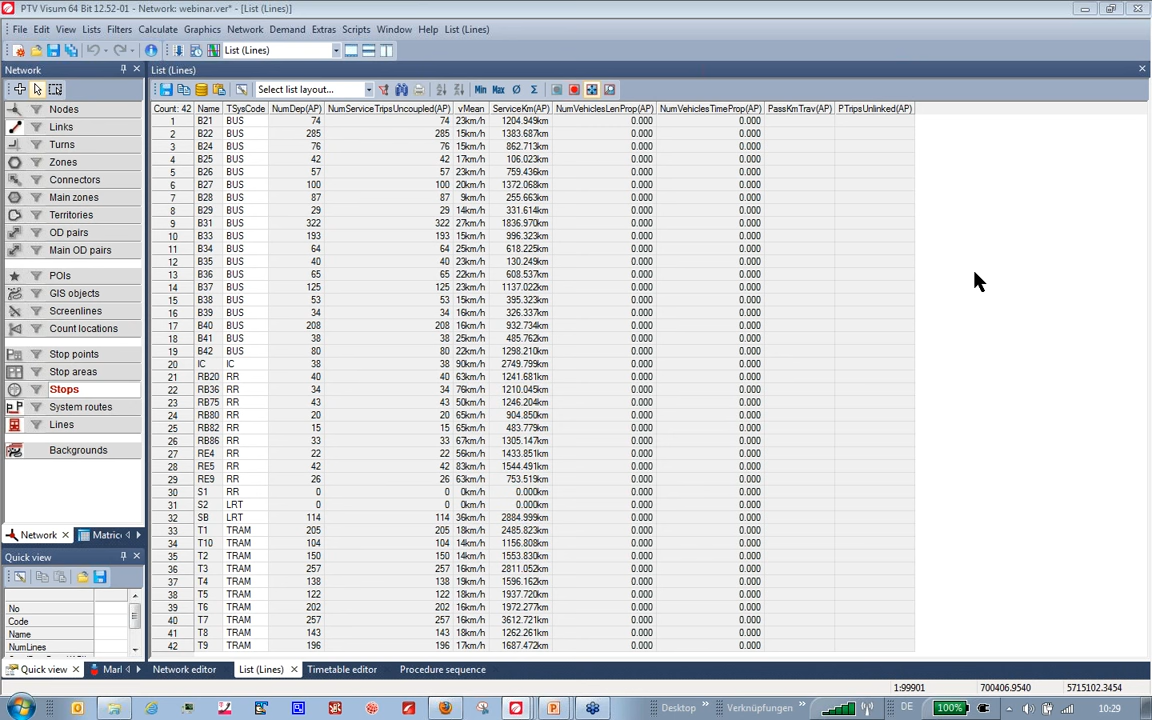 PTV Visum 64 Bit 12.52-01 - Network: webinar.ver* - [List (Lines)]
File Edit View Lists Filters Calculate Graphics Network Demand Extras Scripts Window Help List (Lines)
List (Lines)
Network
List (Lines)
Select list layout...
Min Max Ø Σ
Nodes
Links
Turns
Zones
Connectors
Main zones
Territories
OD pairs
Main OD pairs
POIs
GIS objects
Screenlines
Count locations
Stop points
Stop areas
Stops
System routes
Lines
Backgrounds
Network Matric
Quick view
No
Code
Name
NumLines
Quick view Marl
Count: 42 Name TSysCode NumDep(AP) NumServiceTripsUncoupled(AP) vMean ServiceKm(AP) NumVehiclesLenProp(AP) NumVehiclesTimeProp(AP) PassKmTrav(AP) PTripsUnlinked(AP)
1 B21 BUS 74 74 23km/h 1204.949km 0.000 0.000
2 B22 BUS 285 285 15km/h 1383.687km 0.000 0.000
3 B24 BUS 76 76 15km/h 862.713km 0.000 0.000
4 B25 BUS 42 42 17km/h 106.023km 0.000 0.000
5 B26 BUS 57 57 23km/h 759.436km 0.000 0.000
6 B27 BUS 100 100 20km/h 1372.068km 0.000 0.000
7 B28 BUS 87 87 9km/h 255.663km 0.000 0.000
8 B29 BUS 29 29 14km/h 331.614km 0.000 0.000
9 B31 BUS 322 322 27km/h 1836.970km 0.000 0.000
10 B33 BUS 193 193 15km/h 996.323km 0.000 0.000
11 B34 BUS 64 64 25km/h 618.225km 0.000 0.000
12 B35 BUS 40 40 23km/h 130.249km 0.000 0.000
13 B36 BUS 65 65 22km/h 608.537km 0.000 0.000
14 B37 BUS 125 125 23km/h 1137.022km 0.000 0.000
15 B38 BUS 53 53 15km/h 395.323km 0.000 0.000
16 B39 BUS 34 34 16km/h 326.337km 0.000 0.000
17 B40 BUS 208 208 16km/h 932.734km 0.000 0.000
18 B41 BUS 38 38 25km/h 485.762km 0.000 0.000
19 B42 BUS 80 80 22km/h 1298.210km 0.000 0.000
20 IC IC 38 38 90km/h 2749.799km 0.000 0.000
21 RB20 RR 40 40 63km/h 1241.681km 0.000 0.000
22 RB36 RR 34 34 76km/h 1210.045km 0.000 0.000
23 RB75 RR 43 43 50km/h 1246.204km 0.000 0.000
24 RB80 RR 20 20 65km/h 904.850km 0.000 0.000
25 RB82 RR 15 15 65km/h 483.779km 0.000 0.000
26 RB86 RR 33 33 67km/h 1305.147km 0.000 0.000
27 RE4 RR 22 22 56km/h 1433.851km 0.000 0.000
28 RE5 RR 42 42 83km/h 1544.491km 0.000 0.000
29 RE9 RR 26 26 63km/h 753.519km 0.000 0.000
30 S1 RR 0 0 0km/h 0.000km 0.000 0.000
31 S2 LRT 0 0 0km/h 0.000km 0.000 0.000
32 SB LRT 114 114 36km/h 2884.999km 0.000 0.000
33 T1 TRAM 205 205 18km/h 2485.823km 0.000 0.000
34 T10 TRAM 104 104 14km/h 1156.808km 0.000 0.000
35 T2 TRAM 150 150 14km/h 1553.830km 0.000 0.000
36 T3 TRAM 257 257 16km/h 2811.052km 0.000 0.000
37 T4 TRAM 138 138 19km/h 1596.162km 0.000 0.000
38 T5 TRAM 122 122 18km/h 1937.720km 0.000 0.000
39 T6 TRAM 202 202 16km/h 1972.277km 0.000 0.000
40 T7 TRAM 257 257 16km/h 3612.721km 0.000 0.000
41 T8 TRAM 143 143 18km/h 1262.261km 0.000 0.000
42 T9 TRAM 196 196 17km/h 1687.472km 0.000 0.000
Network editor List (Lines) Timetable editor Procedure sequence
1:99901 700406.9540 5715102.3454
Desktop Verknüpfungen DE 100% 10:29